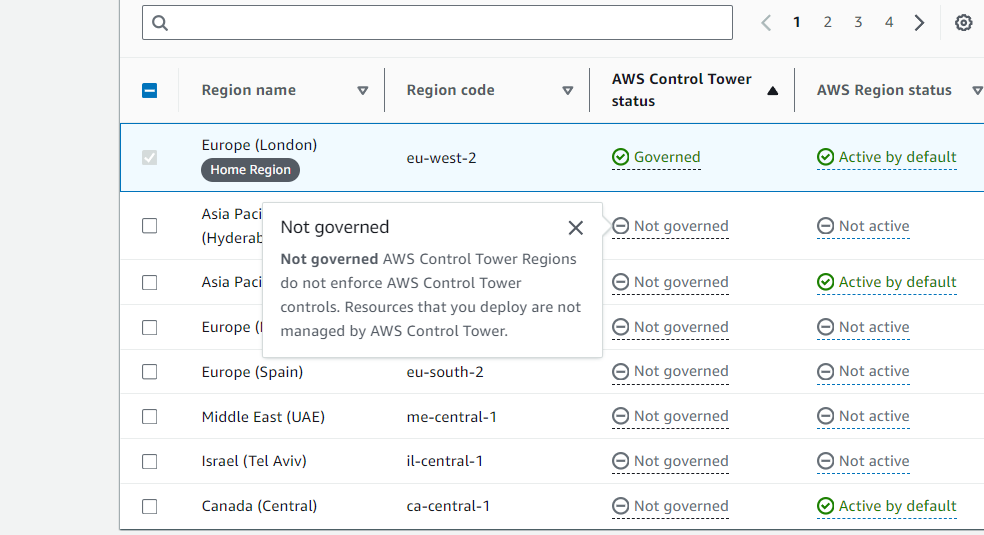 1 2 3 4
Region name Region code AWS Control Tower status AWS Region status
Europe (London)
Home Region
eu-west-2 Governed Active by default
Asia Paci
(Hyderab
Not governed Not active
Not governed
Not governed AWS Control Tower Regions
do not enforce AWS Control Tower
controls. Resources that you deploy are not
managed by AWS Control Tower.
Asia Paci Not governed Active by default
Europe ( Not governed Not active
Europe (Spain) eu-south-2 Not governed Not active
Middle East (UAE) me-central-1 Not governed Not active
Israel (Tel Aviv) il-central-1 Not governed Not active
Canada (Central) ca-central-1 Not governed Active by default